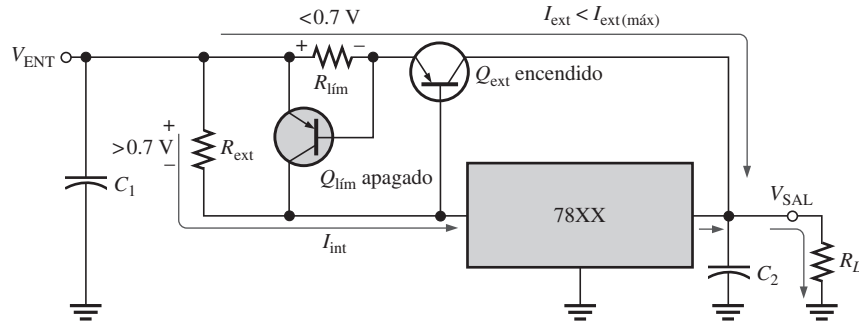 <0.7 V
I_ext < I_ext(máx)
V_ENT
+ −
R_lím
Q_ext encendido
+
>0.7 V
−
R_ext
C_1
Q_lím apagado
78XX
V_SAL
I_int
C_2
R_L